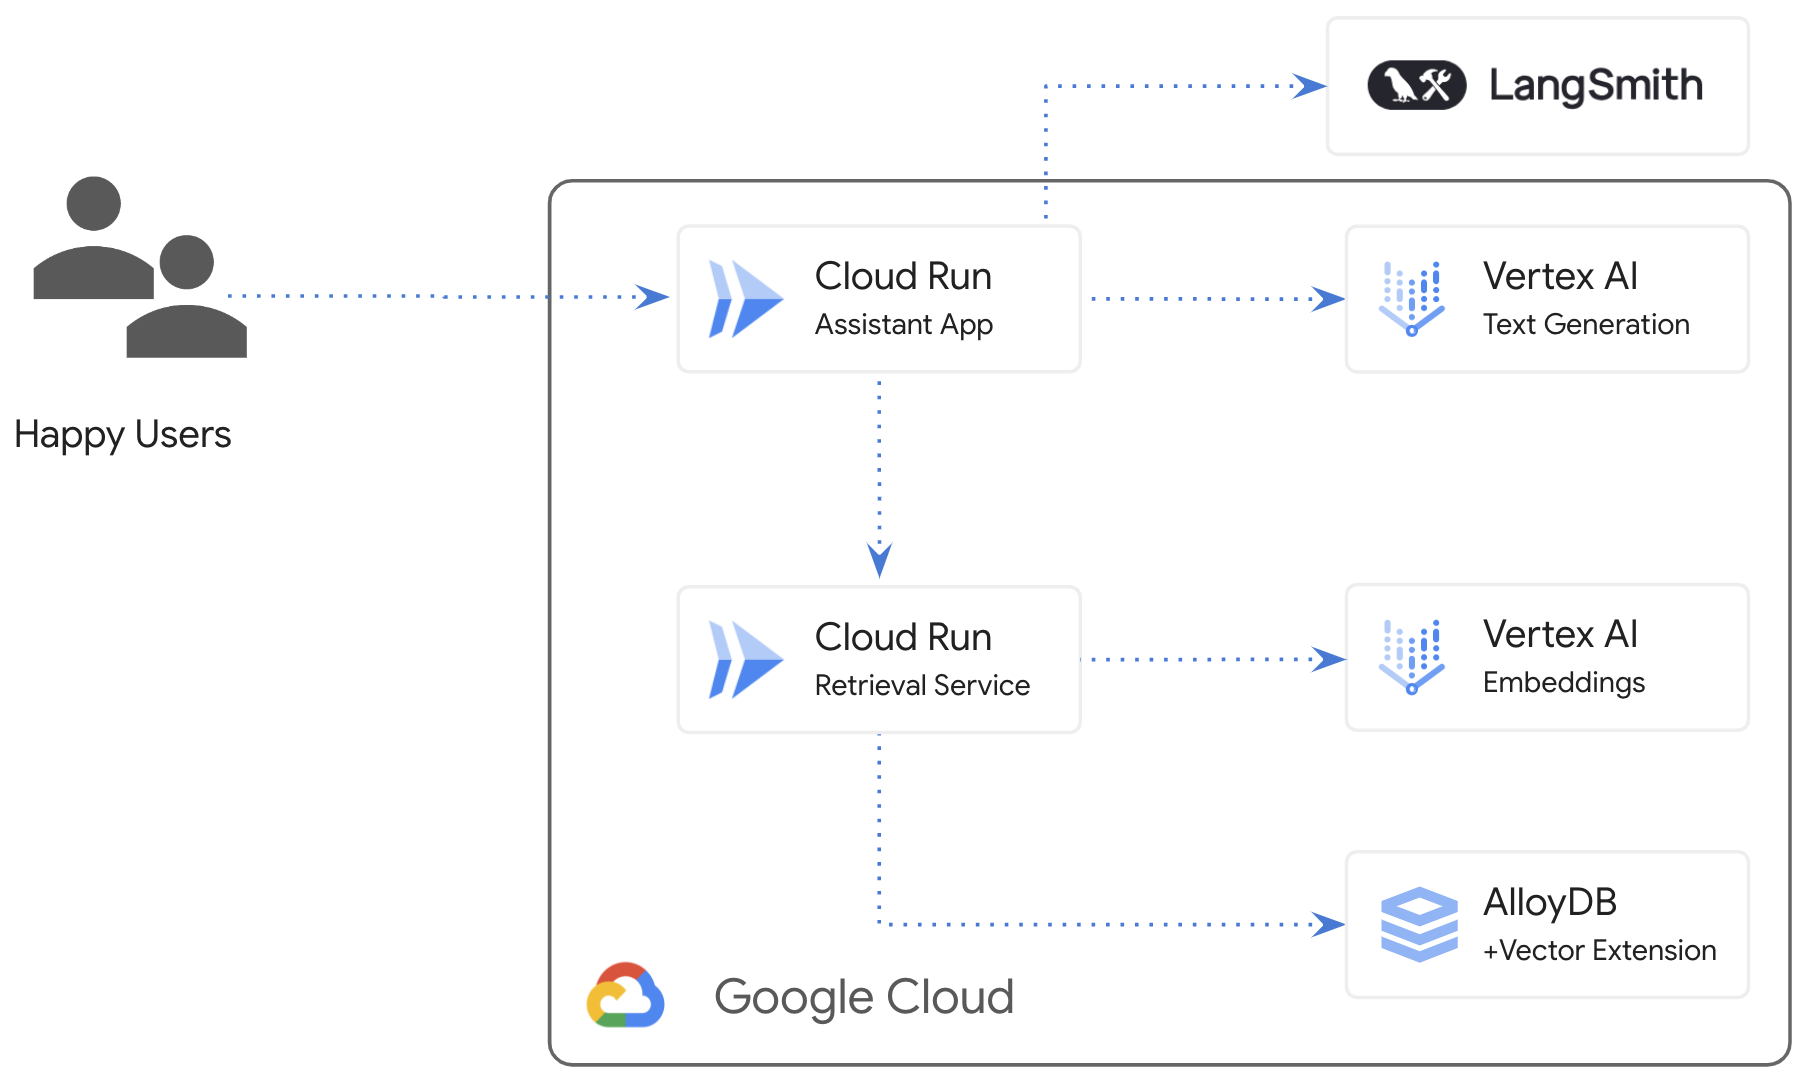 LangSmith
Happy Users
Cloud Run
Assistant App
Vertex AI
Text Generation
Cloud Run
Retrieval Service
Vertex AI
Embeddings
AlloyDB
+Vector Extension
Google Cloud